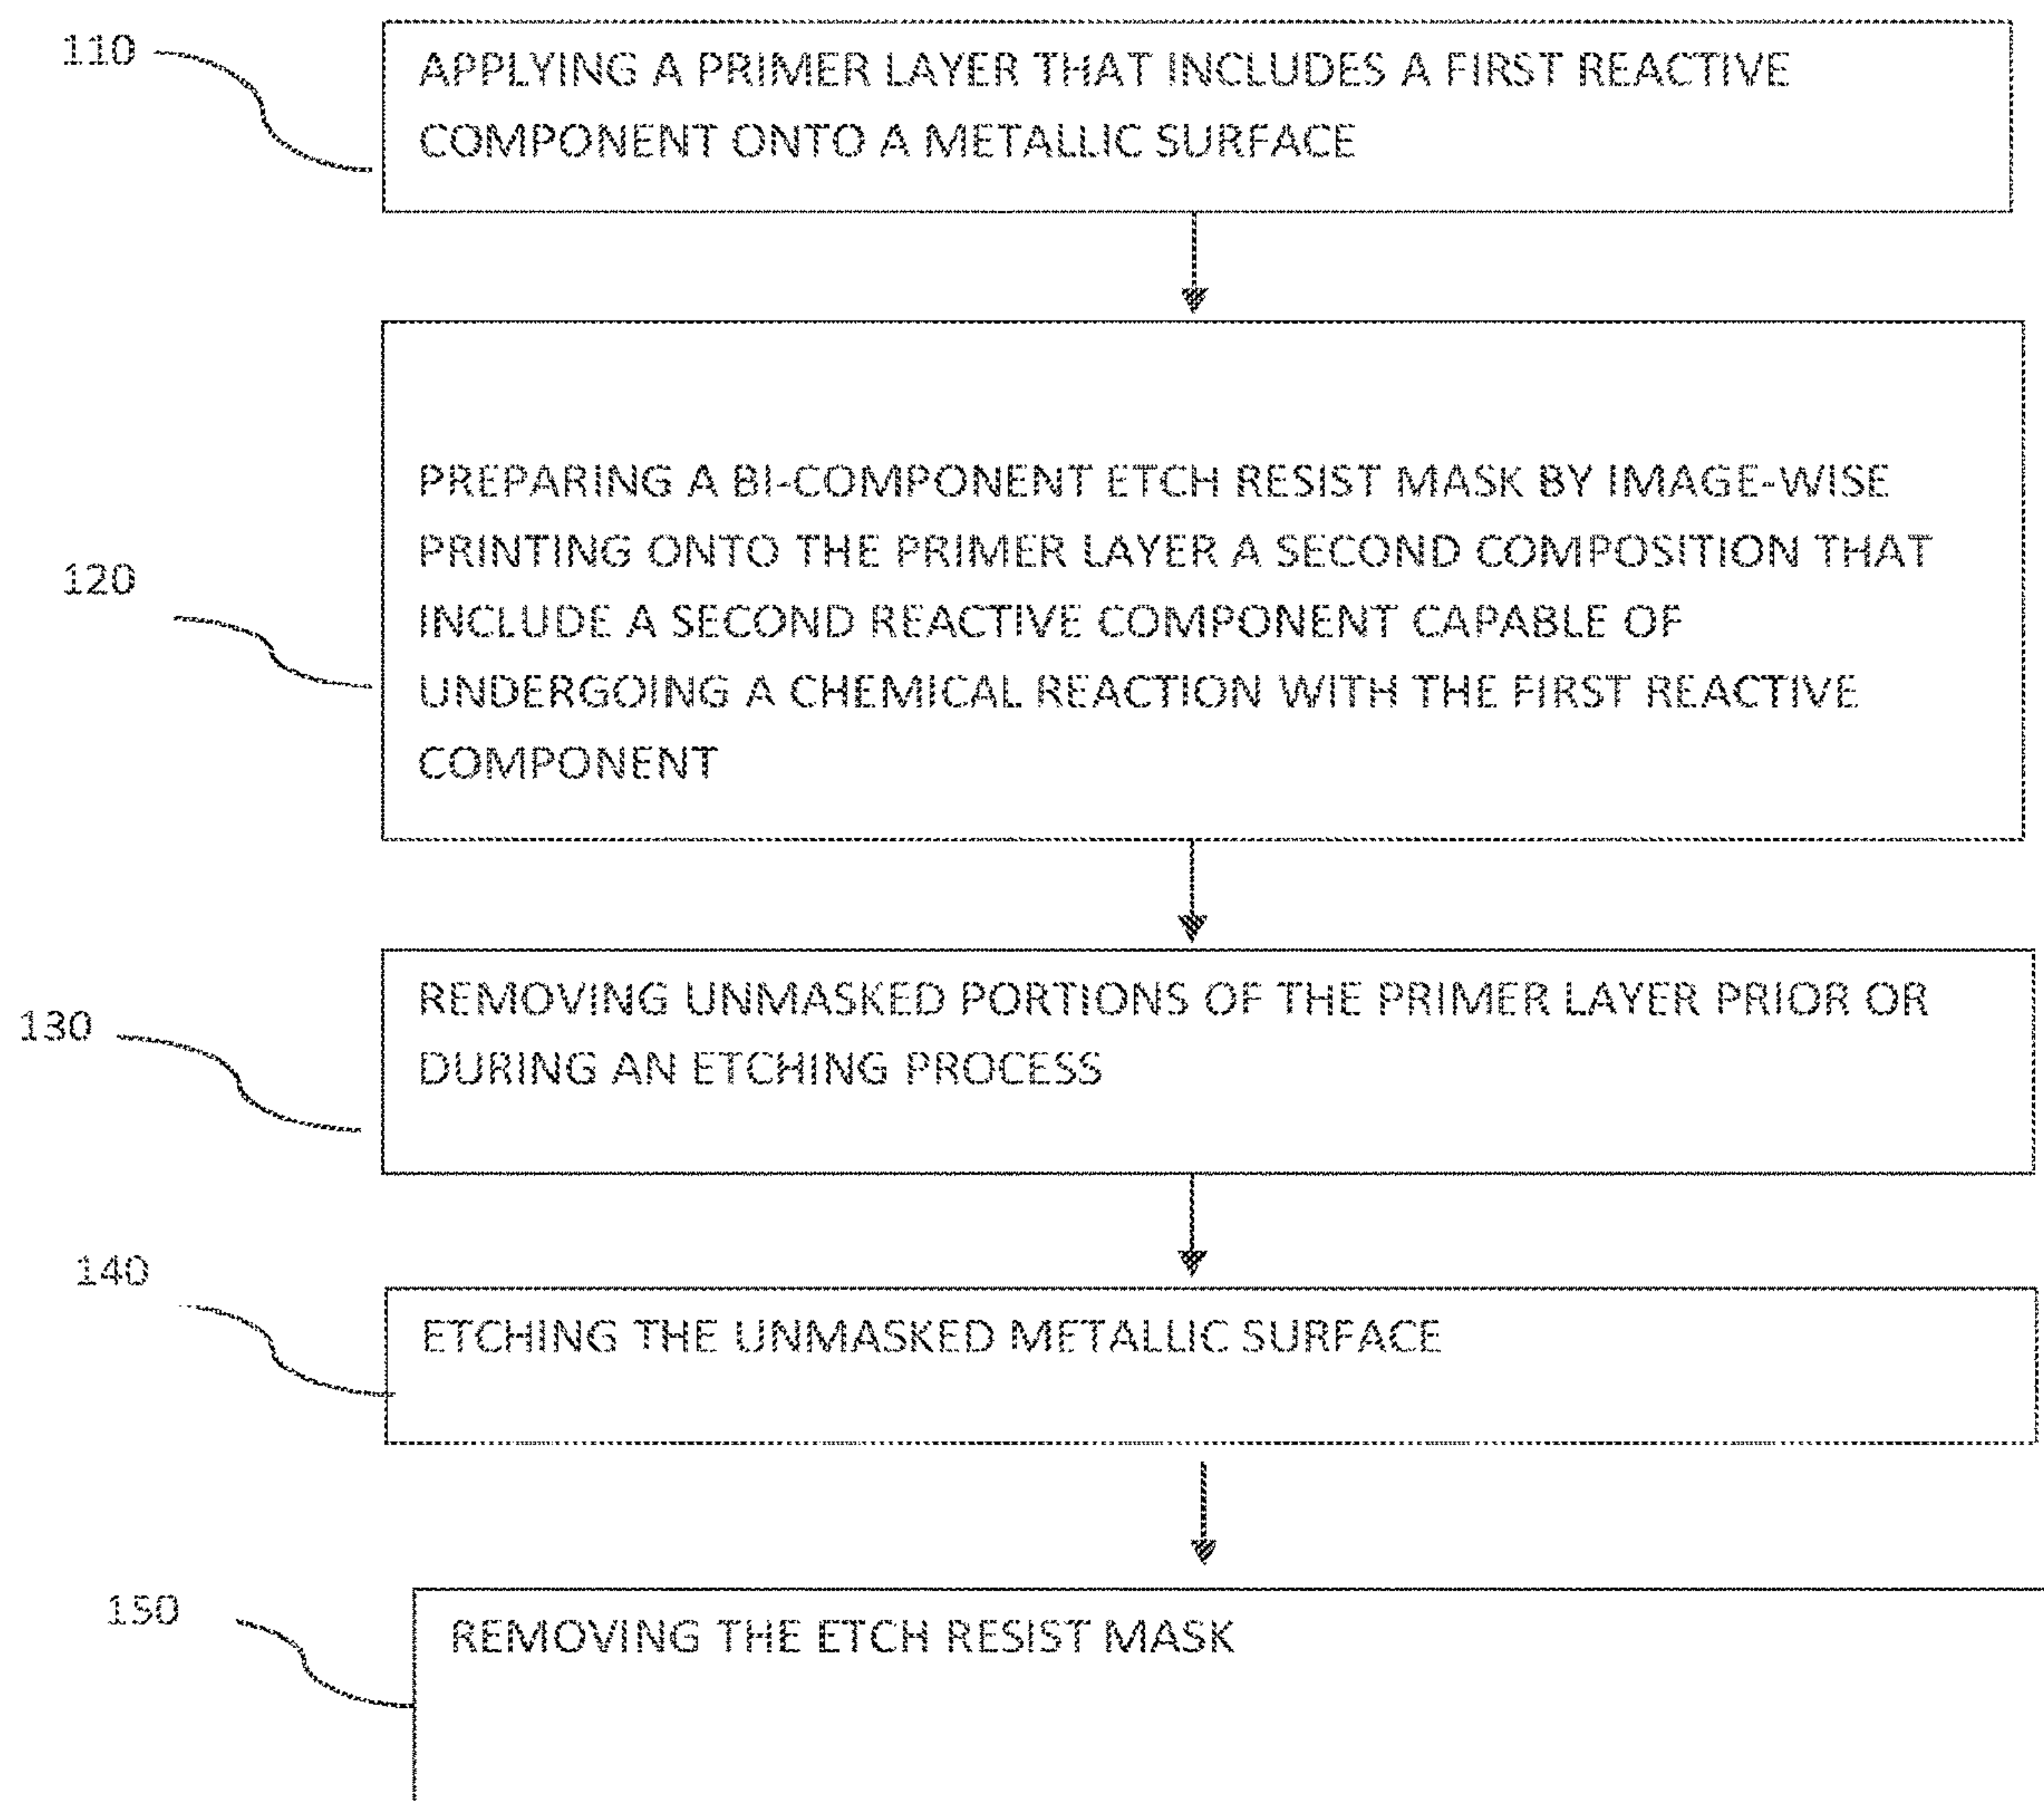 110
APPLYING A PRIMER LAYER THAT INCLUDES A FIRST REACTIVE
COMPONENT ONTO A METALLIC SURFACE
120
PREPARING A BI-COMPONENT ETCH RESIST MASK BY IMAGE-WISE
PRINTING ONTO THE PRIMER LAYER A SECOND COMPOSITION THAT
INCLUDE A SECOND REACTIVE COMPONENT CAPABLE OF
UNDERGOING A CHEMICAL REACTION WITH THE FIRST REACTIVE
COMPONENT
130
REMOVING UNMASKED PORTIONS OF THE PRIMER LAYER PRIOR OR
DURING AN ETCHING PROCESS
140
ETCHING THE UNMASKED METALLIC SURFACE
150
REMOVING THE ETCH RESIST MASK